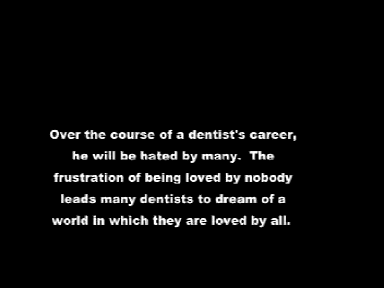 Over the course of a dentist's career,
he will be hated by many.  The
frustration of being loved by nobody
leads many dentists to dream of a
world in which they are loved by all.